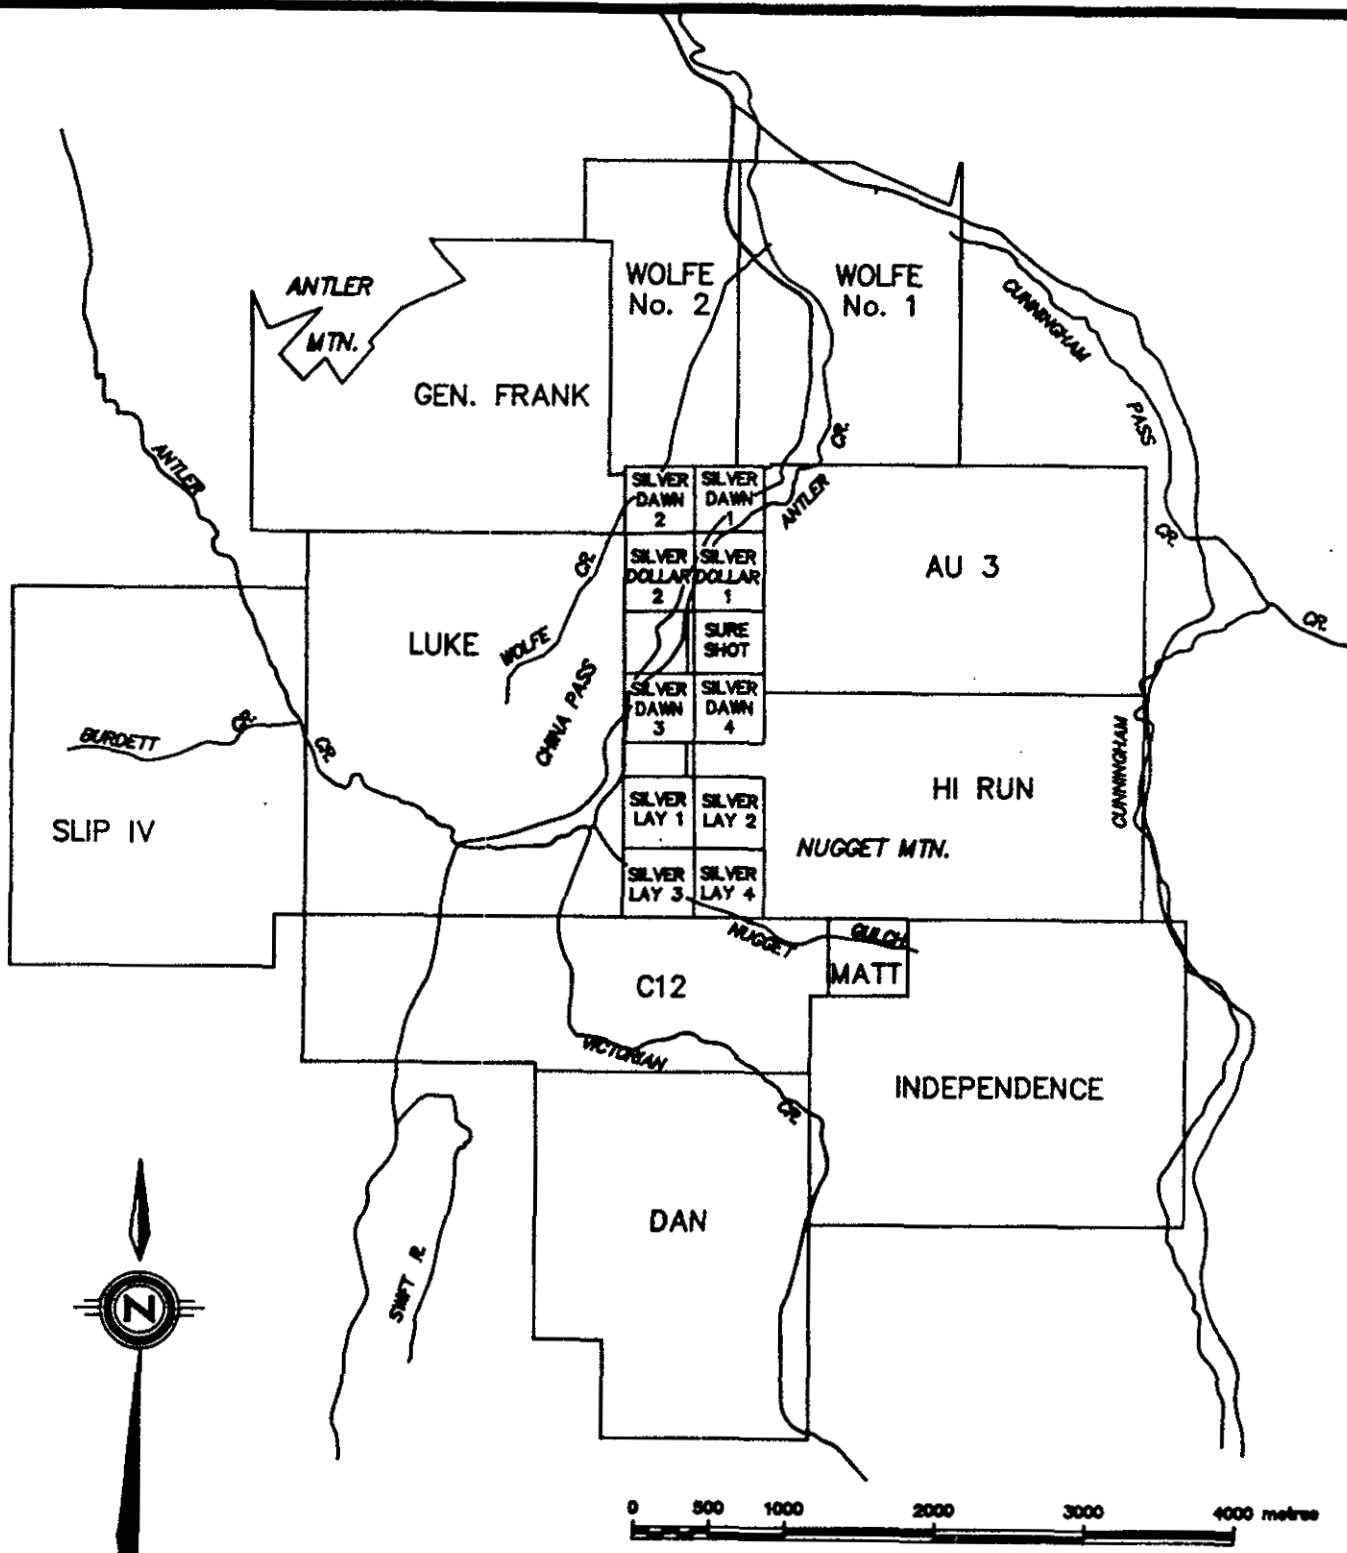 ANTLER
MTN.
GEN. FRANK
WOLFE
No. 2
WOLFE
No. 1
CUNNINGHAM
PASS
CR.
CR.
ANTLER
CR.
ANTLER
SILVER
DAWN
2
SILVER
DAWN
1
SILVER
DOLLAR
2
SILVER
DOLLAR
1
SURE
SHOT
SILVER
DAWN
3
SILVER
DAWN
4
SILVER
LAY 1
SILVER
LAY 2
SILVER
LAY 3
SILVER
LAY 4
AU 3
LUKE
WOLFE
CR.
CHINA PASS
BURDETT
CR.
CR.
SLIP IV
HI RUN
NUGGET MTN.
CUNNINGHAM
NUGGET
GULCH
MATT
C12
VICTORIAN
CR.
INDEPENDENCE
DAN
SWIFT R.
N
0 500 1000 2000 3000 4000 metres